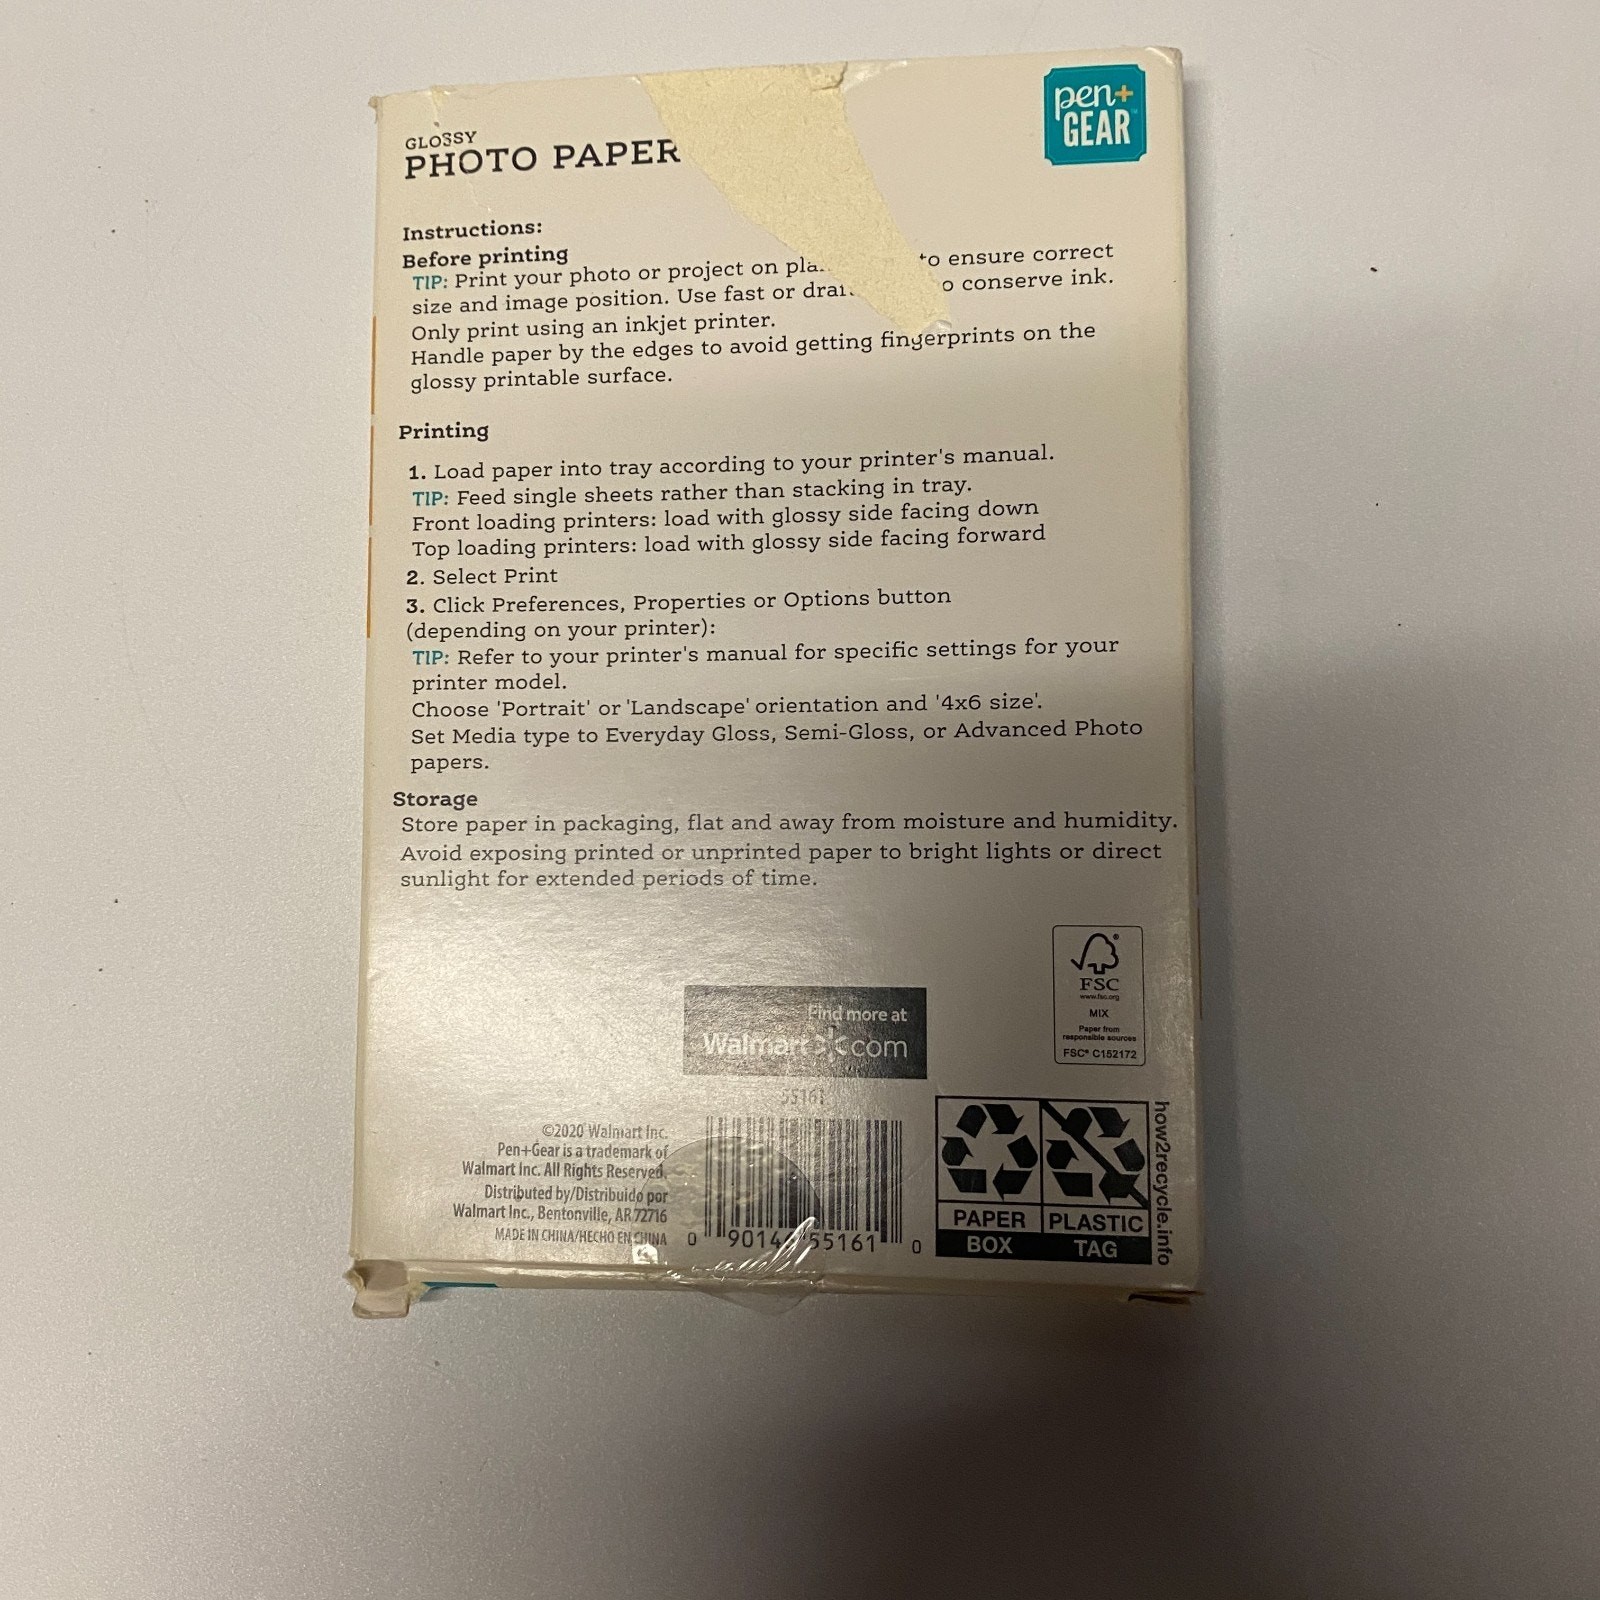 pen+
GEAR
GLOSSY
PHOTO PAPER
Instructions:
Before printing
TIP: Print your photo or project on to ensure correct
size and image position. Use fast or conserve ink.
Only print using an inkjet printer.
Handle paper by the edges to avoid getting fingerprints on the
glossy printable surface.
Printing
1. Load paper into tray according to your printer's manual.
TIP: Feed single sheets rather than stacking in tray.
Front loading printers: load with glossy side facing down
Top loading printers: load with glossy side facing forward
2. Select Print
3. Click Preferences, Properties or Options button
(depending on your printer):
TIP: Refer to your printer's manual for specific settings for your
printer model.
Choose 'Portrait' or 'Landscape' orientation and '4x6 size'.
Set Media type to Everyday Gloss, Semi-Gloss, or Advanced Photo
papers.
Storage
Store paper in packaging, flat and away from moisture and humidity.
Avoid exposing printed or unprinted paper to bright lights or direct
sunlight for extended periods of time.
FSC
www.fsc.org
MIX
Paper from
responsible sources
FSC® C152172
Find more at
Walmart.com
55161
©2020 Walmart Inc.
Pen+Gear is a trademark of
Walmart Inc. All Rights Reserved.
Distributed by/Distribuido por
Walmart Inc., Bentonville, AR 72716
MADE IN CHINA/HECHO EN CHINA
0 55161 0
PAPER
BOX
PLASTIC
TAG
how2recycle.info